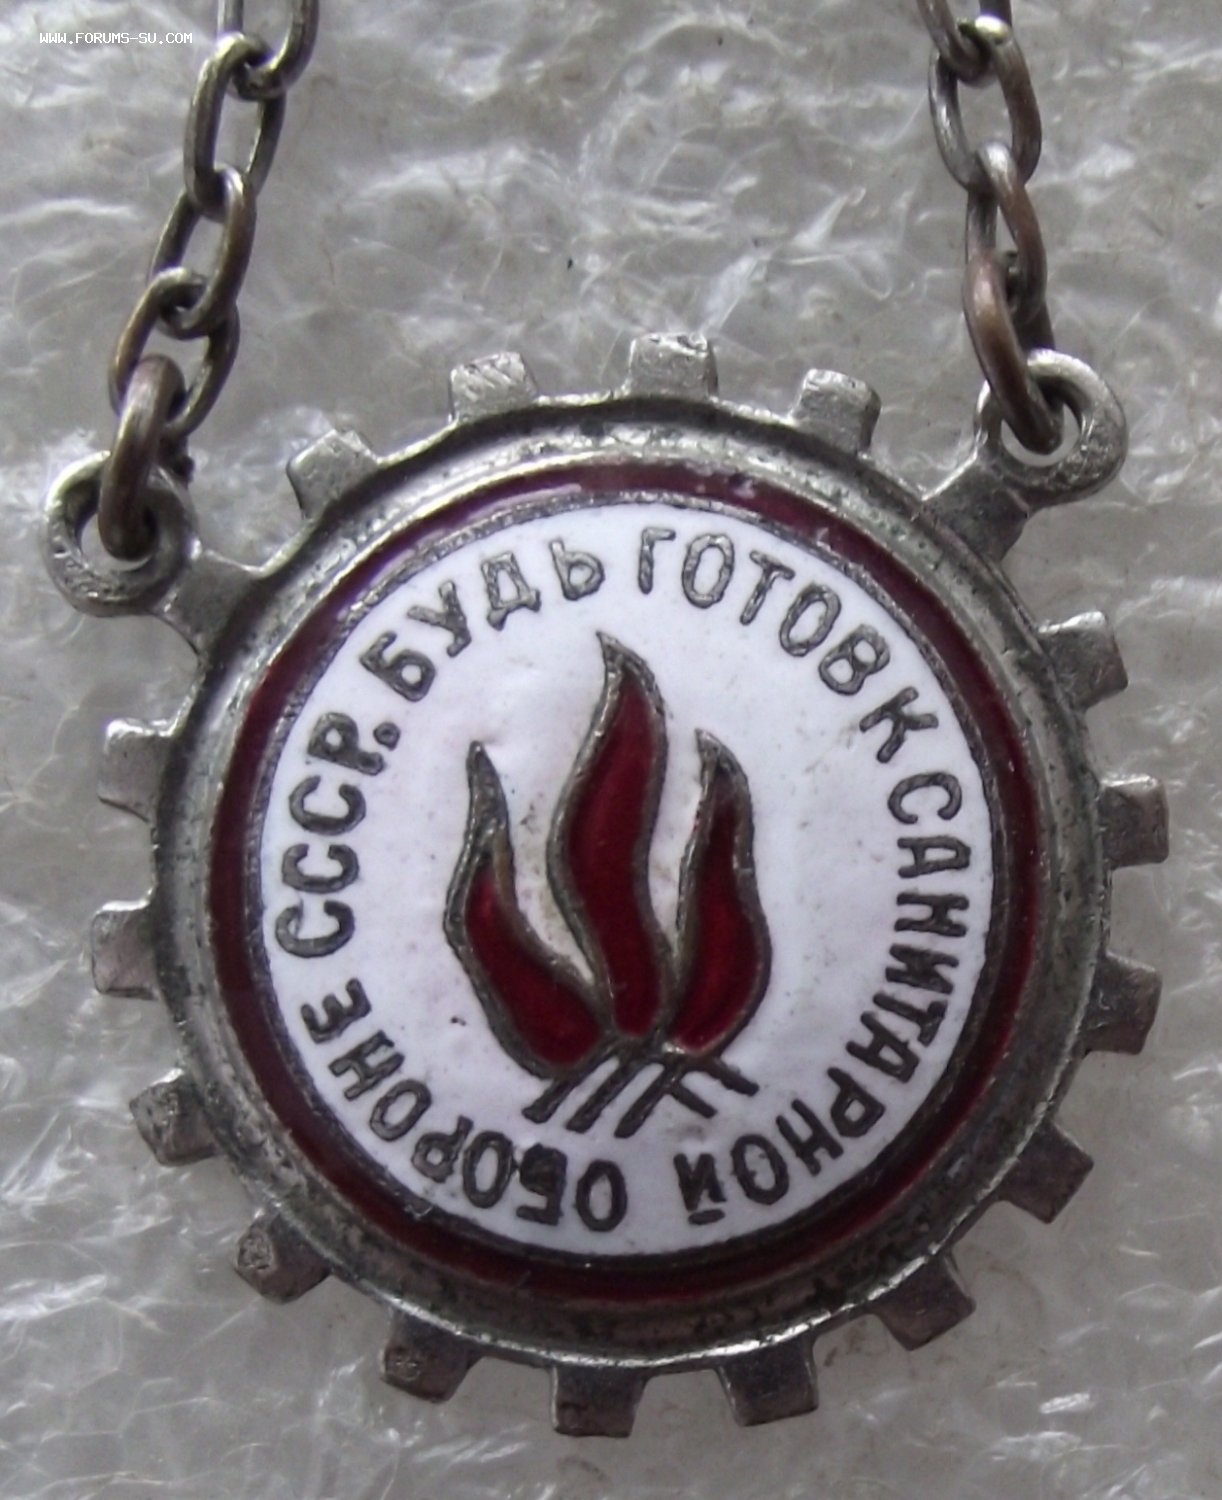 WWW.FORUMS-SU.COM
БУДЬ ГОТОВ К САНИТАРНОЙ ОБОРОНЕ СССР.